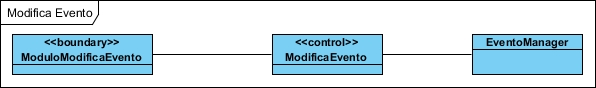 Modifica Evento
<<boundary>>
ModuloModificaEvento
<<control>>
ModificaEvento
EventoManager